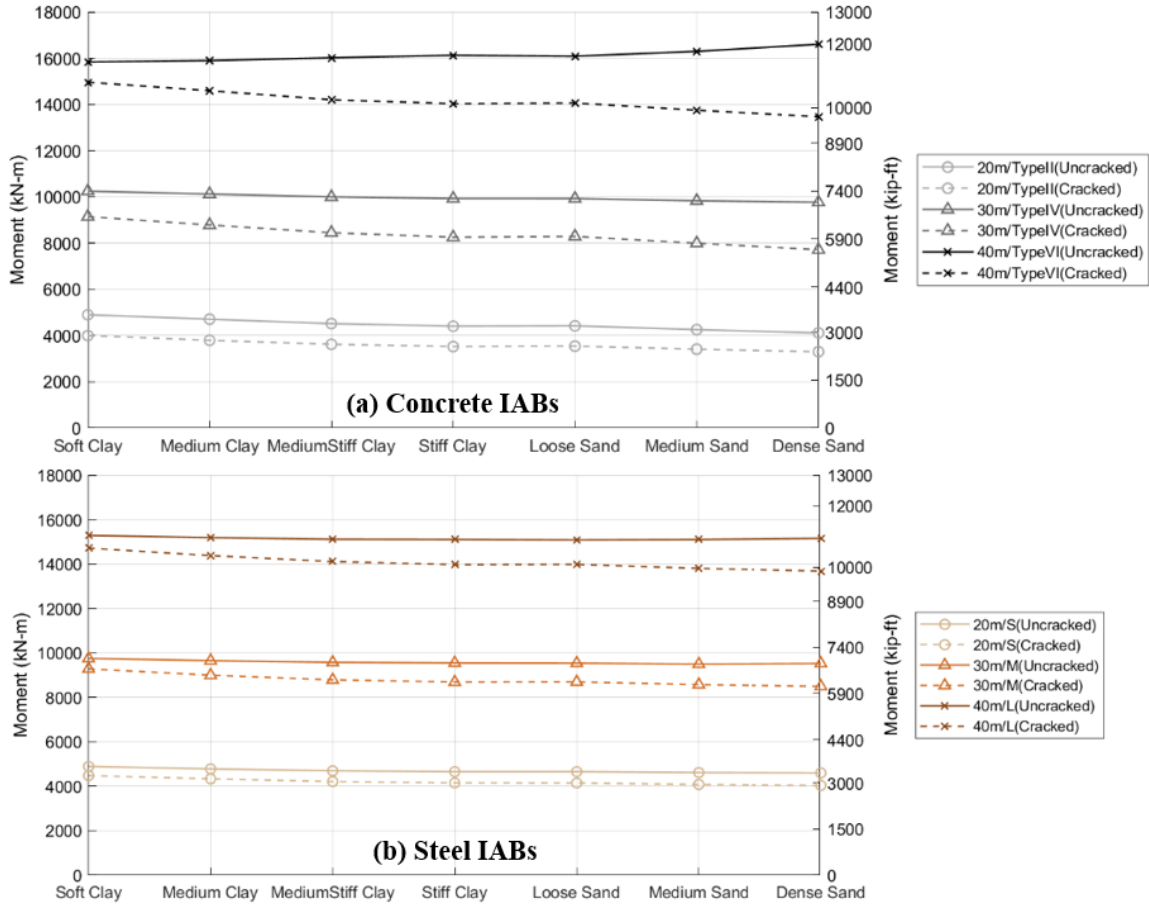 18000
16000
14000
12000
10000
8000
6000
4000
2000
0
Moment (kN-m)
13000
12000
10000
8900
7400
5900
4400
3000
1500
0
Moment (kip-ft)
(a) Concrete IABs
Soft Clay
Medium Clay
MediumStiff Clay
Stiff Clay
Loose Sand
Medium Sand
Dense Sand
20m/TypeII(Uncracked)
20m/TypeII(Cracked)
30m/TypeIV(Uncracked)
30m/TypeIV(Cracked)
40m/TypeVI(Uncracked)
40m/TypeVI(Cracked)
18000
16000
14000
12000
10000
8000
6000
4000
2000
0
Moment (kN-m)
13000
12000
10000
8900
7400
5900
4400
3000
1500
0
Moment (kip-ft)
(b) Steel IABs
Soft Clay
Medium Clay
MediumStiff Clay
Stiff Clay
Loose Sand
Medium Sand
Dense Sand
20m/S(Uncracked)
20m/S(Cracked)
30m/M(Uncracked)
30m/M(Cracked)
40m/L(Uncracked)
40m/L(Cracked)